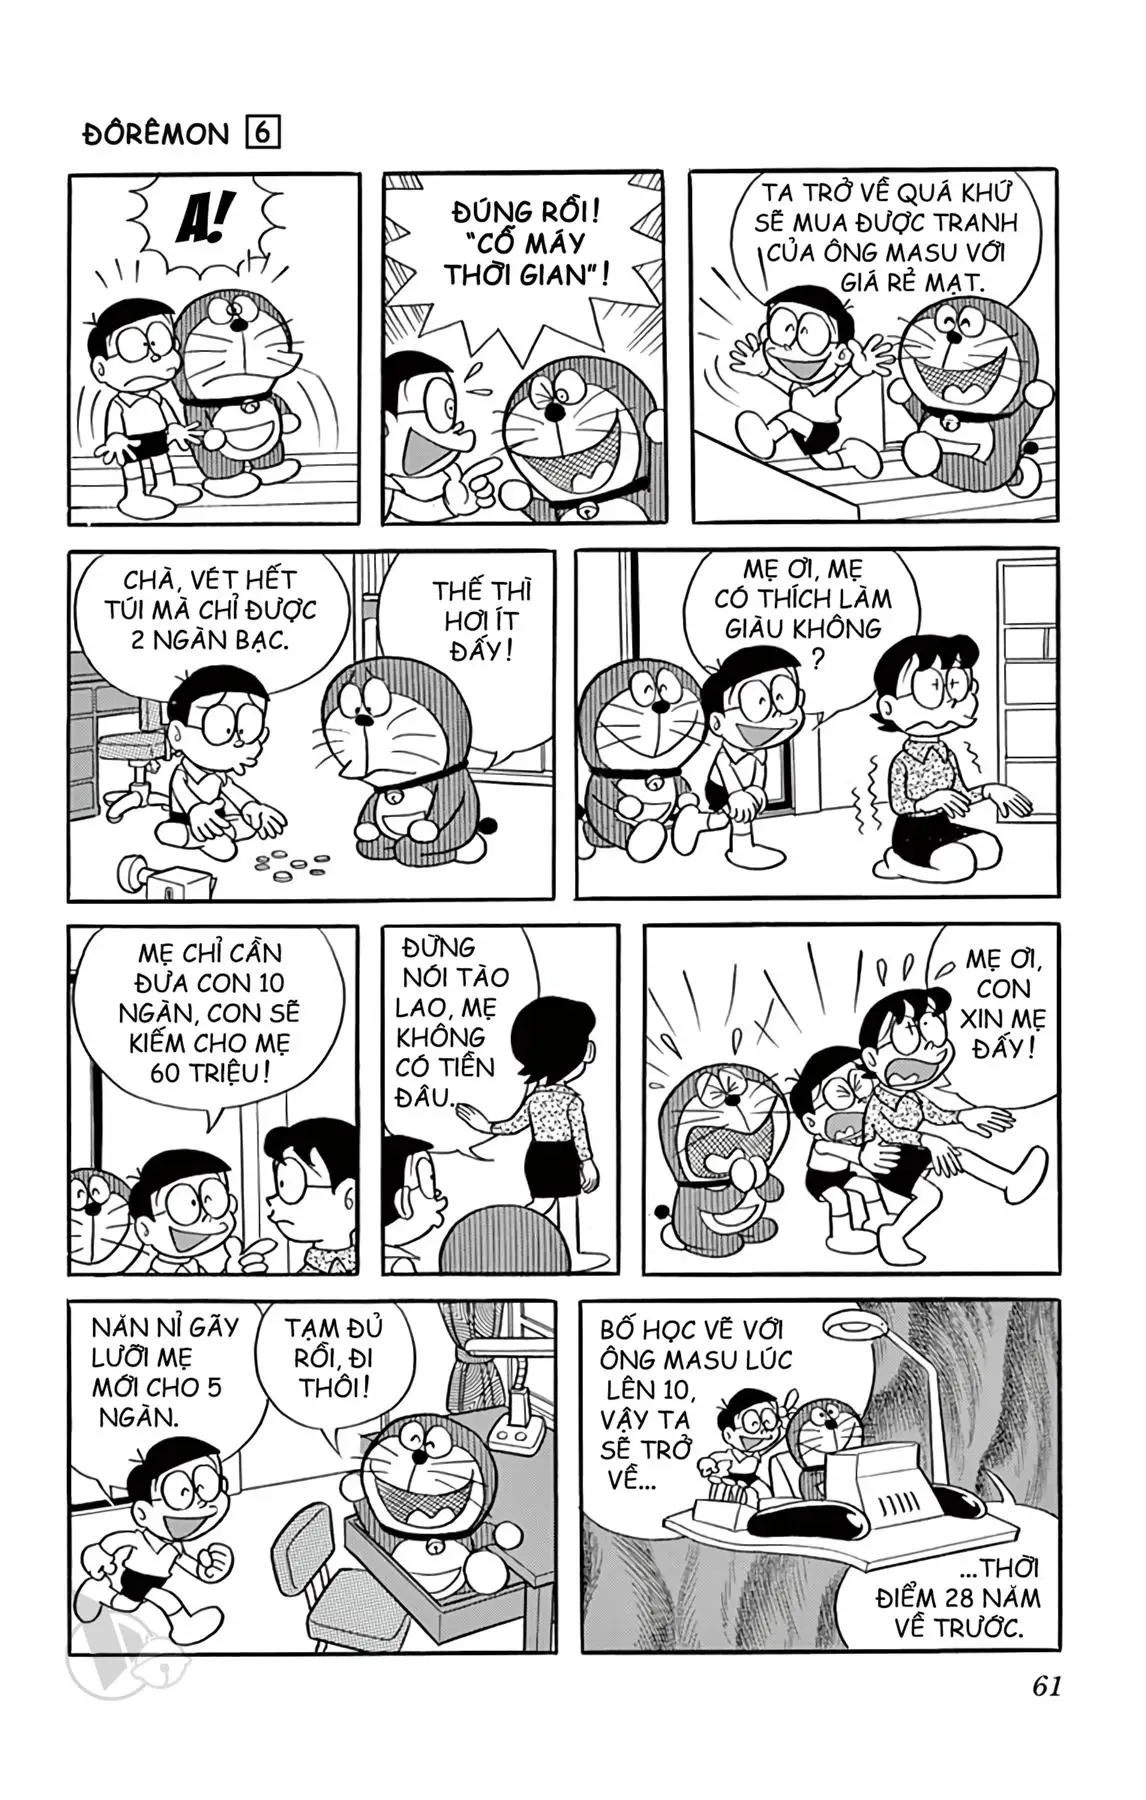 ĐÔRÊMON 6
A!
ĐÚNG RỒI!
"CỖ MÁY
THỜI GIAN"!
TA TRỞ VỀ QUÁ KHỨ
SẼ MUA ĐƯỢC TRANH
CỦA ÔNG MASU VỚI
GIÁ RẺ MẠT.
CHÀ, VÉT HẾT
TÚI MÀ CHỈ ĐƯỢC
2 NGÀN BẠC.
THẾ THÌ
HƠI ÍT
ĐẤY!
MẸ ƠI, MẸ
CÓ THÍCH LÀM
GIÀU KHÔNG
?
MẸ CHỈ CẦN
ĐƯA CON 10
NGÀN, CON SẼ
KIẾM CHO MẸ
60 TRIỆU!
ĐỪNG
NÓI TÀO
LAO, MẸ
KHÔNG
CÓ TIỀN
ĐÂU.
MẸ ƠI,
CON
XIN MẸ
ĐẤY!
NĂN NỈ GÃY
LƯỠI MẸ
MỚI CHO 5
NGÀN.
TẠM ĐỦ
RỒI, ĐI
THÔI!
BỐ HỌC VẼ VỚI
ÔNG MASU LÚC
LÊN 10,
VẬY TA
SẼ TRỞ
VỀ...
...THỜI
ĐIỂM 28 NĂM
VỀ TRƯỚC.
61